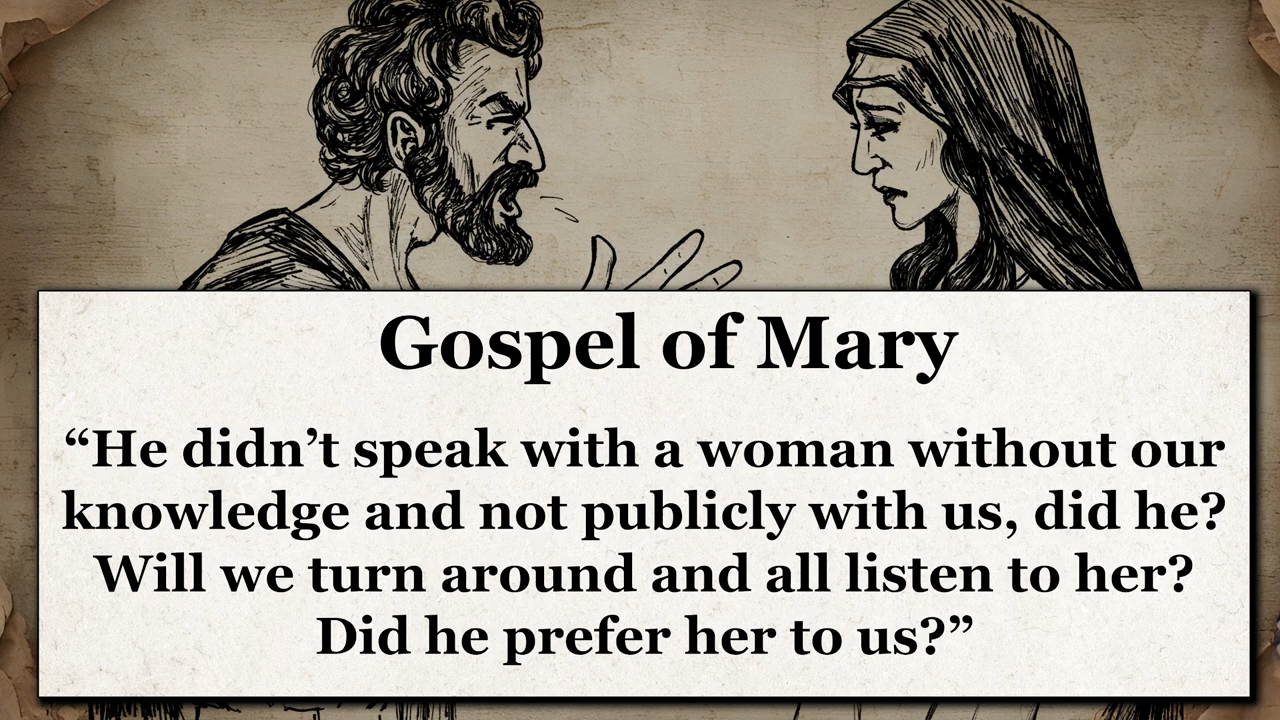 Gospel of Mary
“He didn’t speak with a woman without our
knowledge and not publicly with us, did he?
Will we turn around and all listen to her?
Did he prefer her to us?”